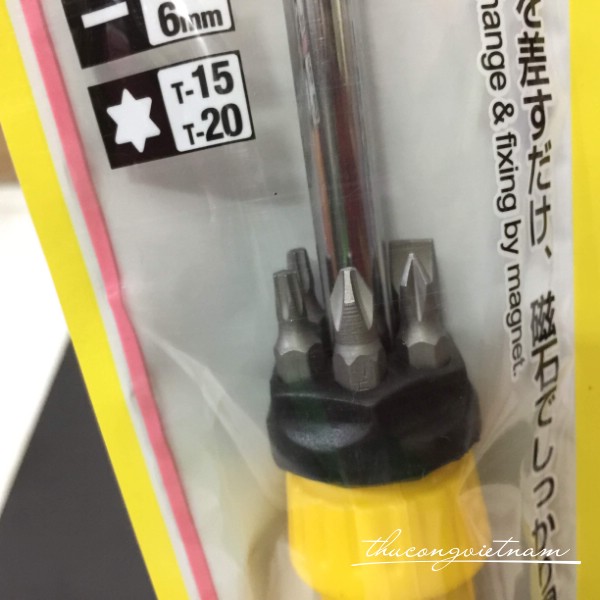 6mm
T-15
T-20
を差すだけ、磁石でしっかり
hange & fixing by magnet.
thucongvietnam